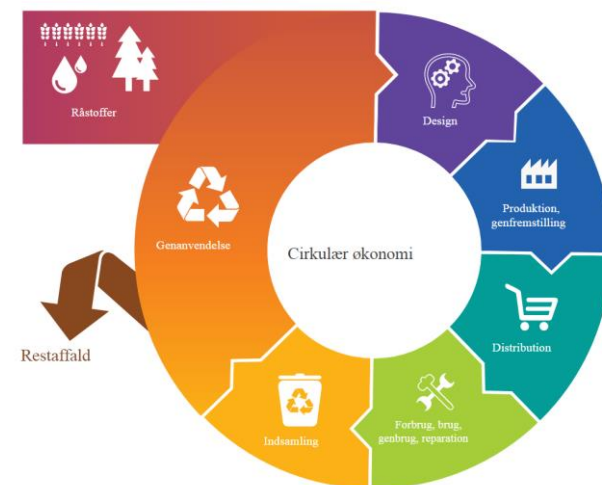 Råstoffer
Design
Produktion,
genfremstilling
Genanvendelse
Cirkulær økonomi
Distribution
Restaffald
Forbrug, brug,
genbrug, reparation
Indsamling